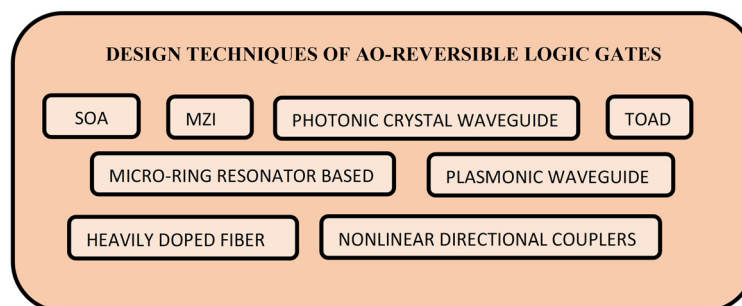 DESIGN TECHNIQUES OF AO-REVERSIBLE LOGIC GATES
SOA
MZI
PHOTONIC CRYSTAL WAVEGUIDE
TOAD
MICRO-RING RESONATOR BASED
PLASMONIC WAVEGUIDE
HEAVILY DOPED FIBER
NONLINEAR DIRECTIONAL COUPLERS